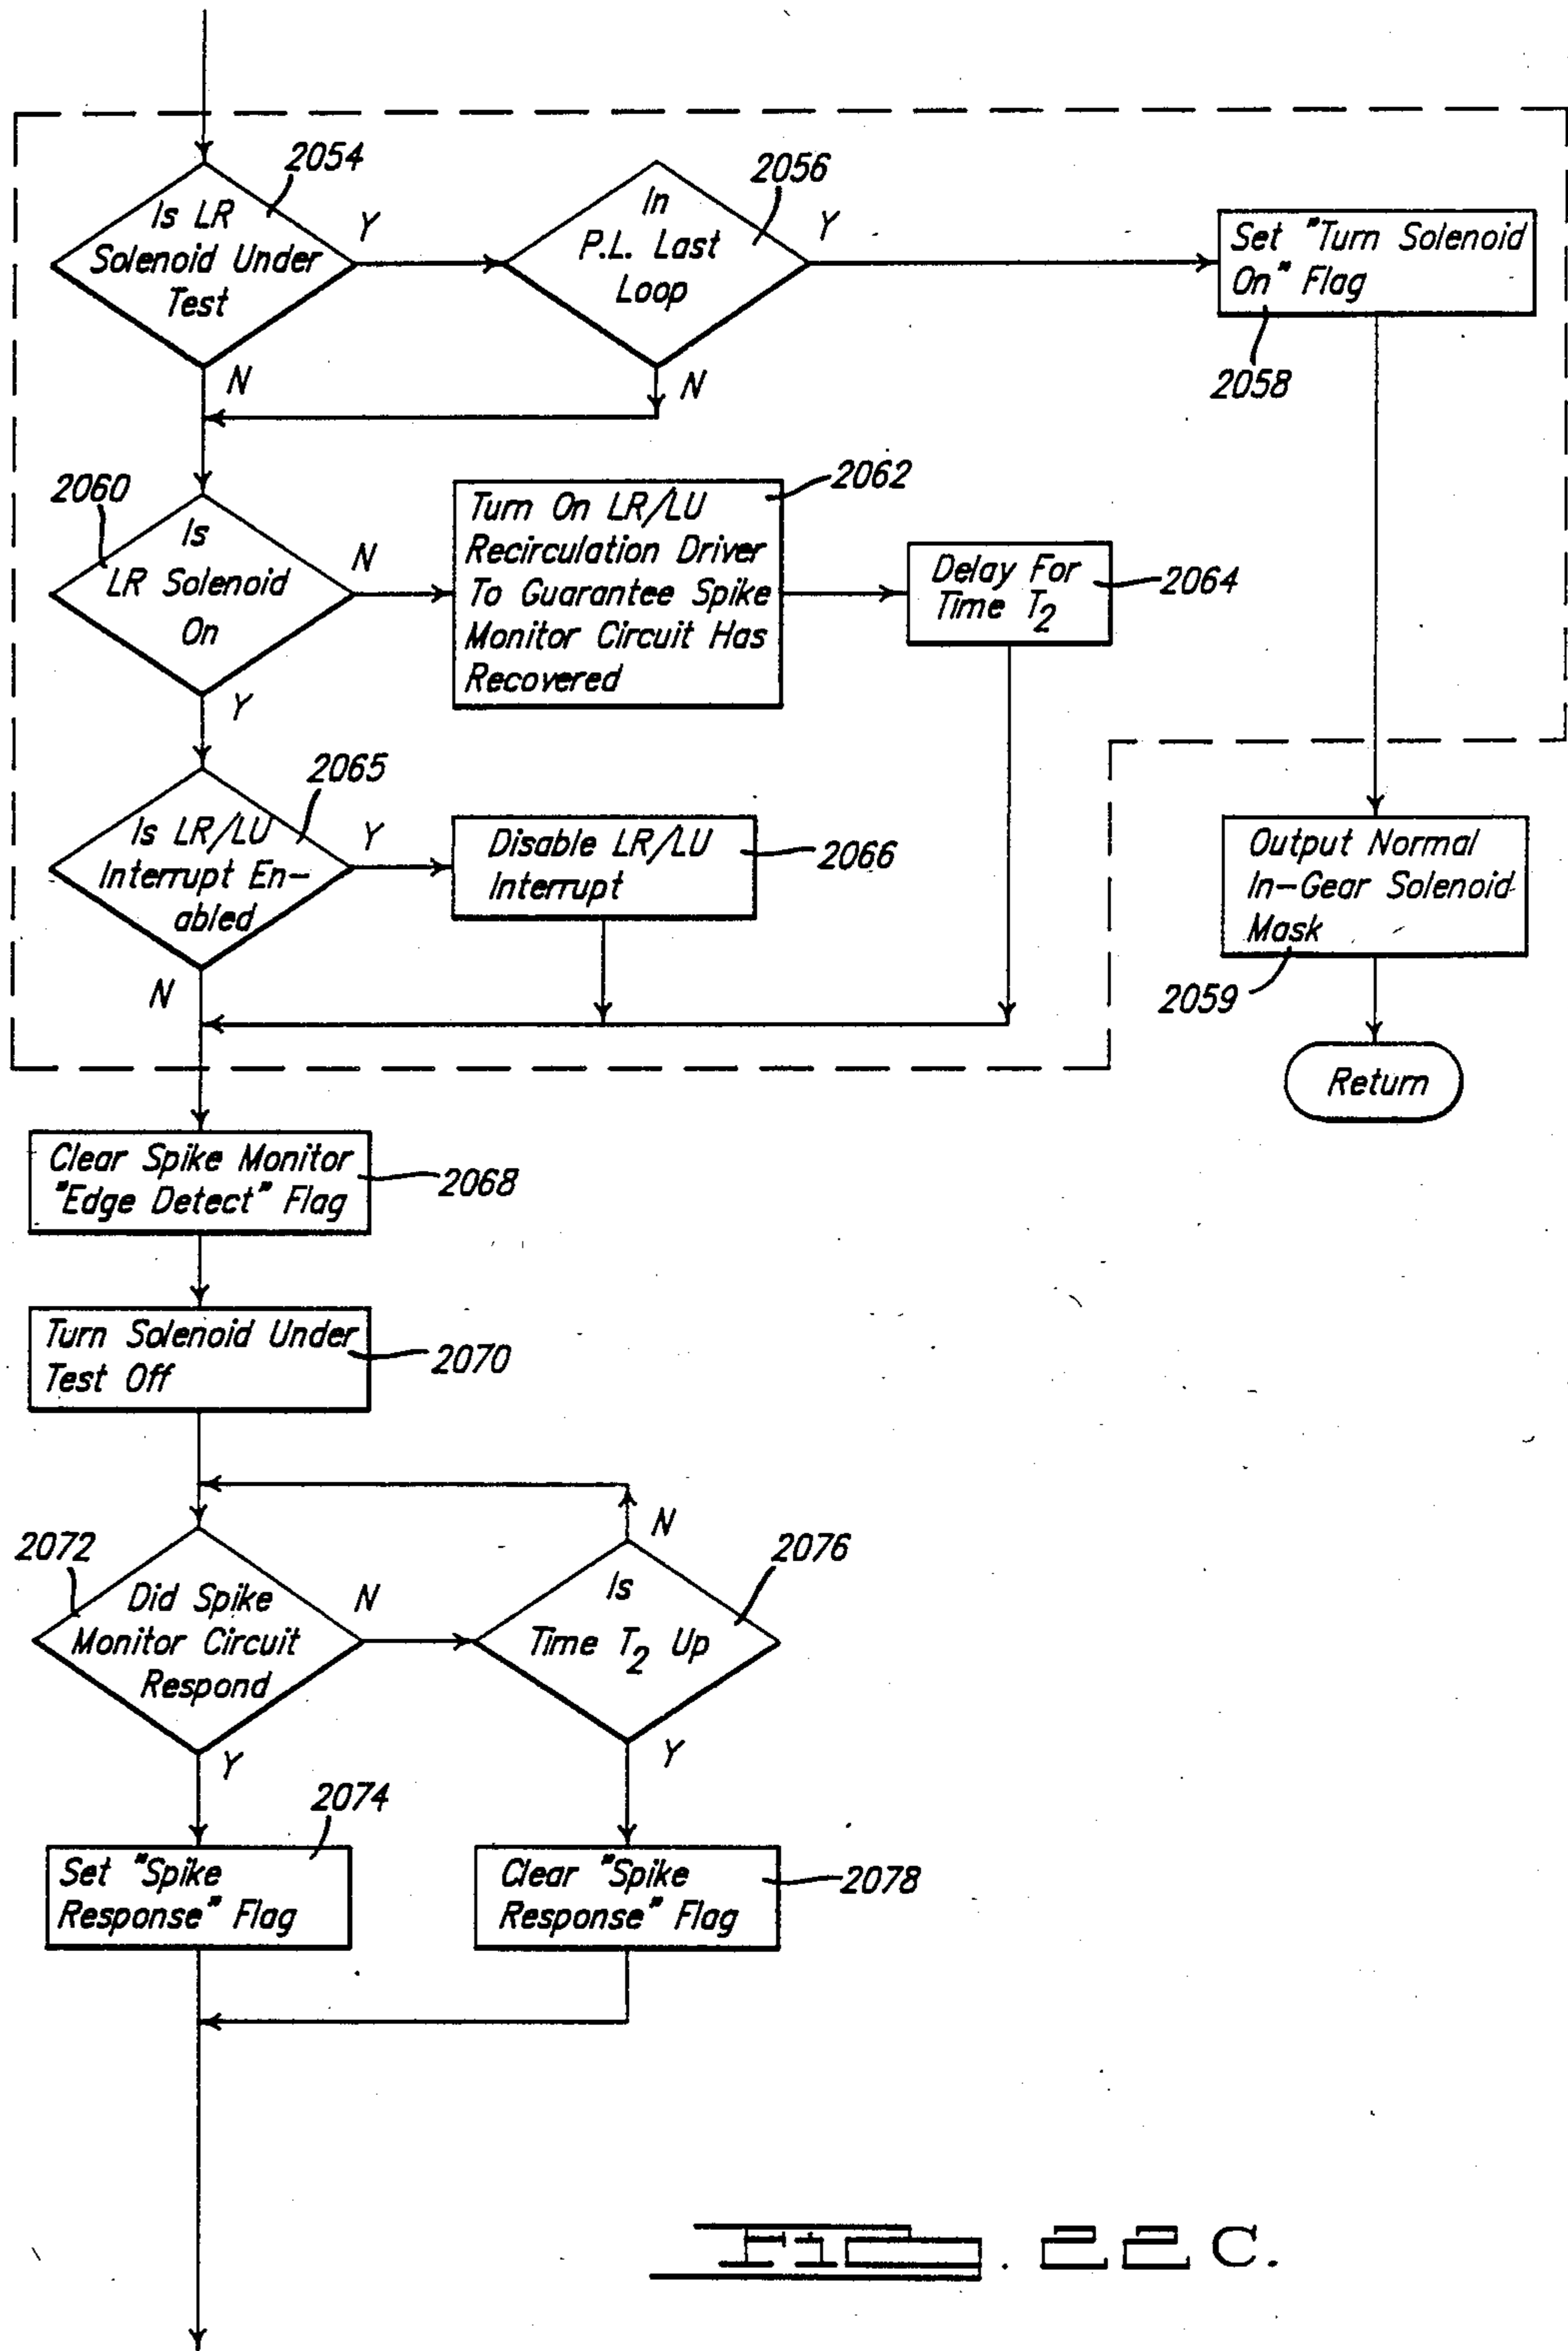 2054
Is LR
Solenoid Under
Test
Y
N
2056
In
P.L. Last
Loop
Y
N
Set "Turn Solenoid
On" Flag
2058
2060
Is
LR Solenoid
On
N
Y
Turn On LR/LU
Recirculation Driver
To Guarantee Spike
Monitor Circuit Has
Recovered
2062
Delay For
Time T2
2064
2065
Is LR/LU
Interrupt En-
abled
Y
N
Disable LR/LU
Interrupt
2066
Output Normal
In-Gear Solenoid
Mask
2059
Return
Clear Spike Monitor
"Edge Detect" Flag
2068
Turn Solenoid Under
Test Off
2070
2072
Did Spike
Monitor Circuit
Respond
N
Y
2076
Is
Time T2 Up
N
Y
2074
Set "Spike
Response" Flag
Clear "Spike
Response" Flag
2078
FIG. 22C.